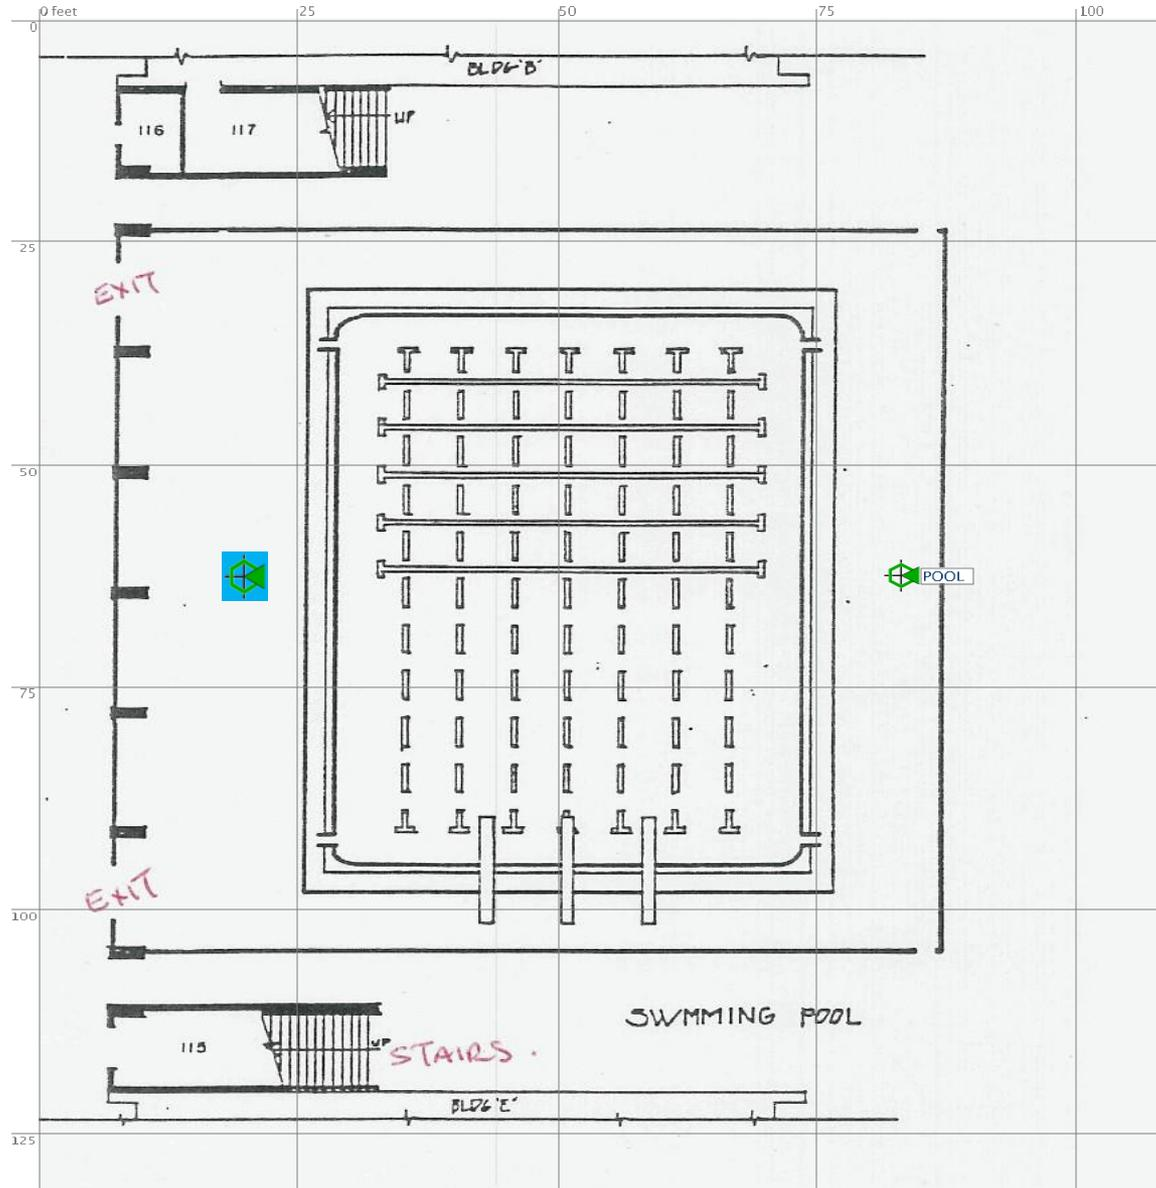 0 feet 25 50 75 100
0
BLDG 'B'
116 117 UP
25
EXIT
50
POOL
75
EXIT
100
SWMMING POOL
115 UP STAIRS.
BLDG 'E'
125